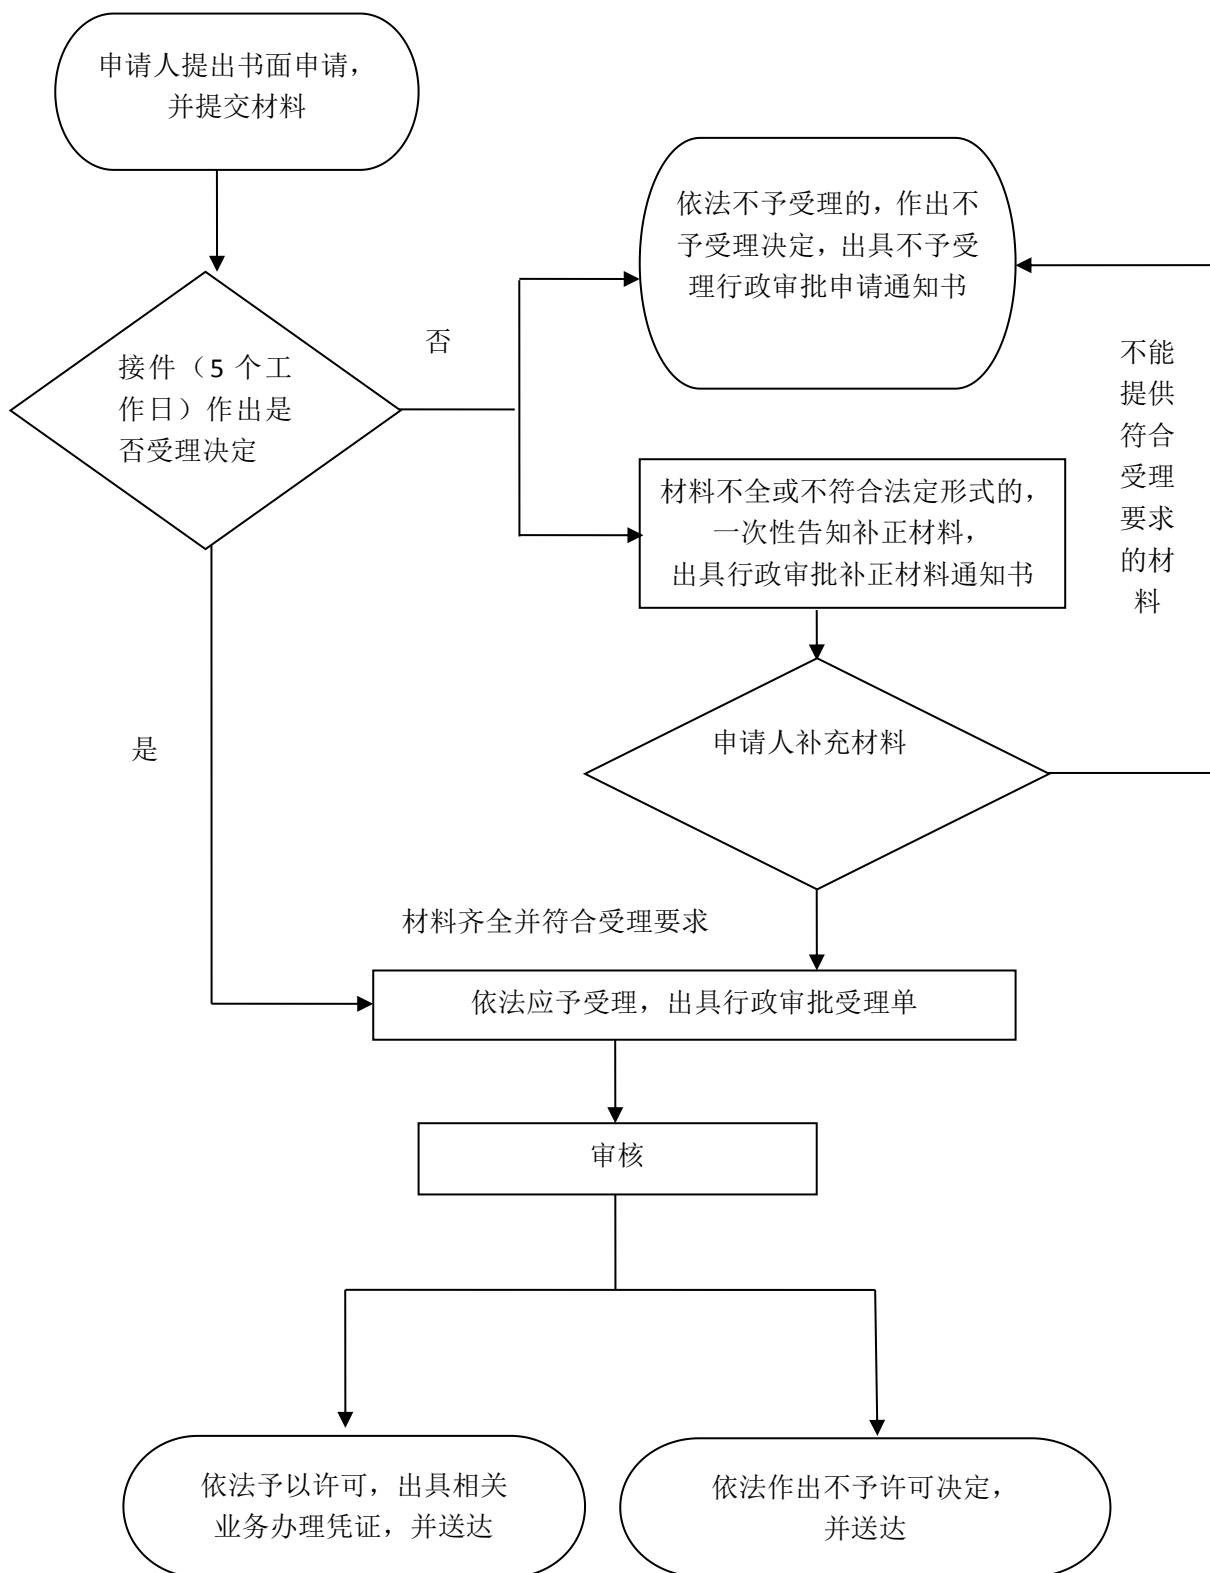 申请人提出书面申请，
并提交材料
依法不予受理的，作出不
予受理决定，出具不予受
理行政审批申请通知书
否
接件（5 个工
作日）作出是
否受理决定
不能
提供
符合
受理
要求
的材
料
材料不全或不符合法定形式的，
一次性告知补正材料，
出具行政审批补正材料通知书
是
申请人补充材料
材料齐全并符合受理要求
依法应予受理，出具行政审批受理单
审核
依法予以许可，出具相关
业务办理凭证，并送达
依法作出不予许可决定，
并送达